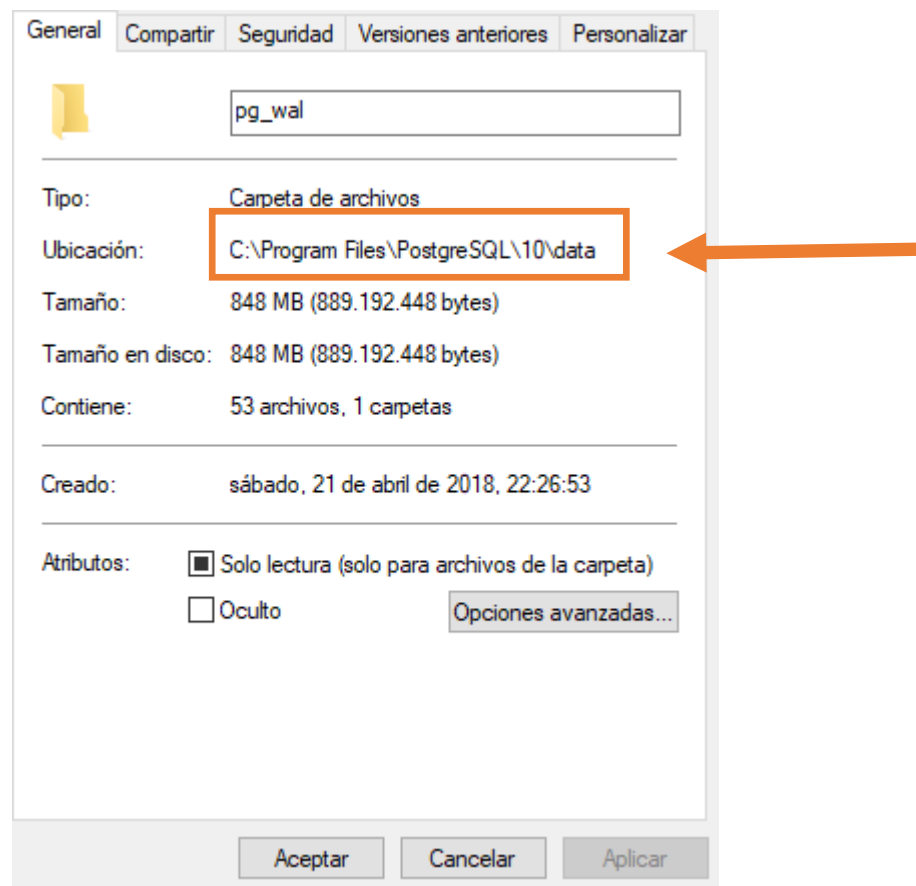 General Compartir Seguridad Versiones anteriores Personalizar
pg_wal
Tipo: Carpeta de archivos
Ubicación: C:\Program Files\PostgreSQL\10\data
Tamaño: 848 MB (889.192.448 bytes)
Tamaño en disco: 848 MB (889.192.448 bytes)
Contiene: 53 archivos, 1 carpetas
Creado: sábado, 21 de abril de 2018, 22:26:53
Atributos: Solo lectura (solo para archivos de la carpeta)
Oculto Opciones avanzadas...
Aceptar Cancelar Aplicar